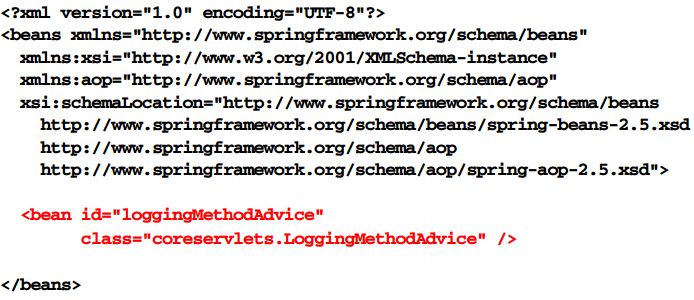 <?xml version="1.0" encoding="UTF-8"?>
<beans xmlns="http://www.springframework.org/schema/beans"
xmlns:xsi="http://www.w3.org/2001/XMLSchema-instance"
xmlns:aop="http://www.springframework.org/schema/aop"
xsi:schemaLocation="http://www.springframework.org/schema/beans
http://www.springframework.org/schema/beans/spring-beans-2.5.xsd
http://www.springframework.org/schema/aop
http://www.springframework.org/schema/aop/spring-aop-2.5.xsd">
<bean id="loggingMethodAdvice"
class="coreservlets.LoggingMethodAdvice" />
</beans>